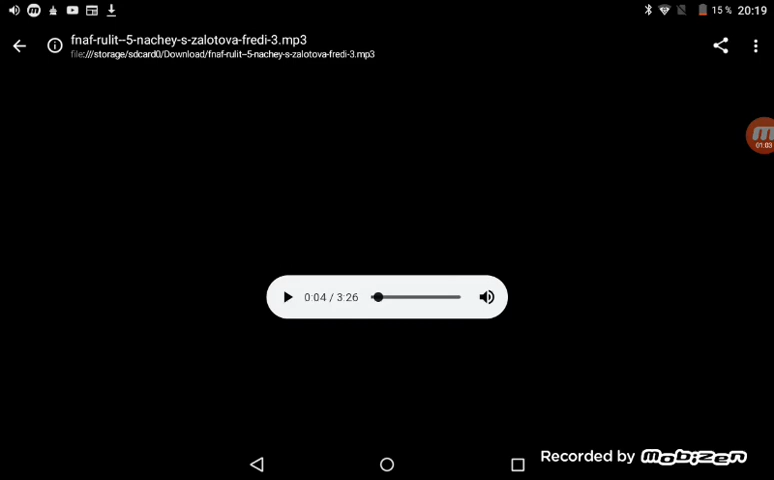 15 % 20:19
fnaf-rulit--5-nachey-s-zalotova-fredi-3.mp3
file:///storage/sdcard0/Download/fnaf-rulit--5-nachey-s-zalotova-fredi-3.mp3
01:03
0:04 / 3:26
Recorded by Mobizen